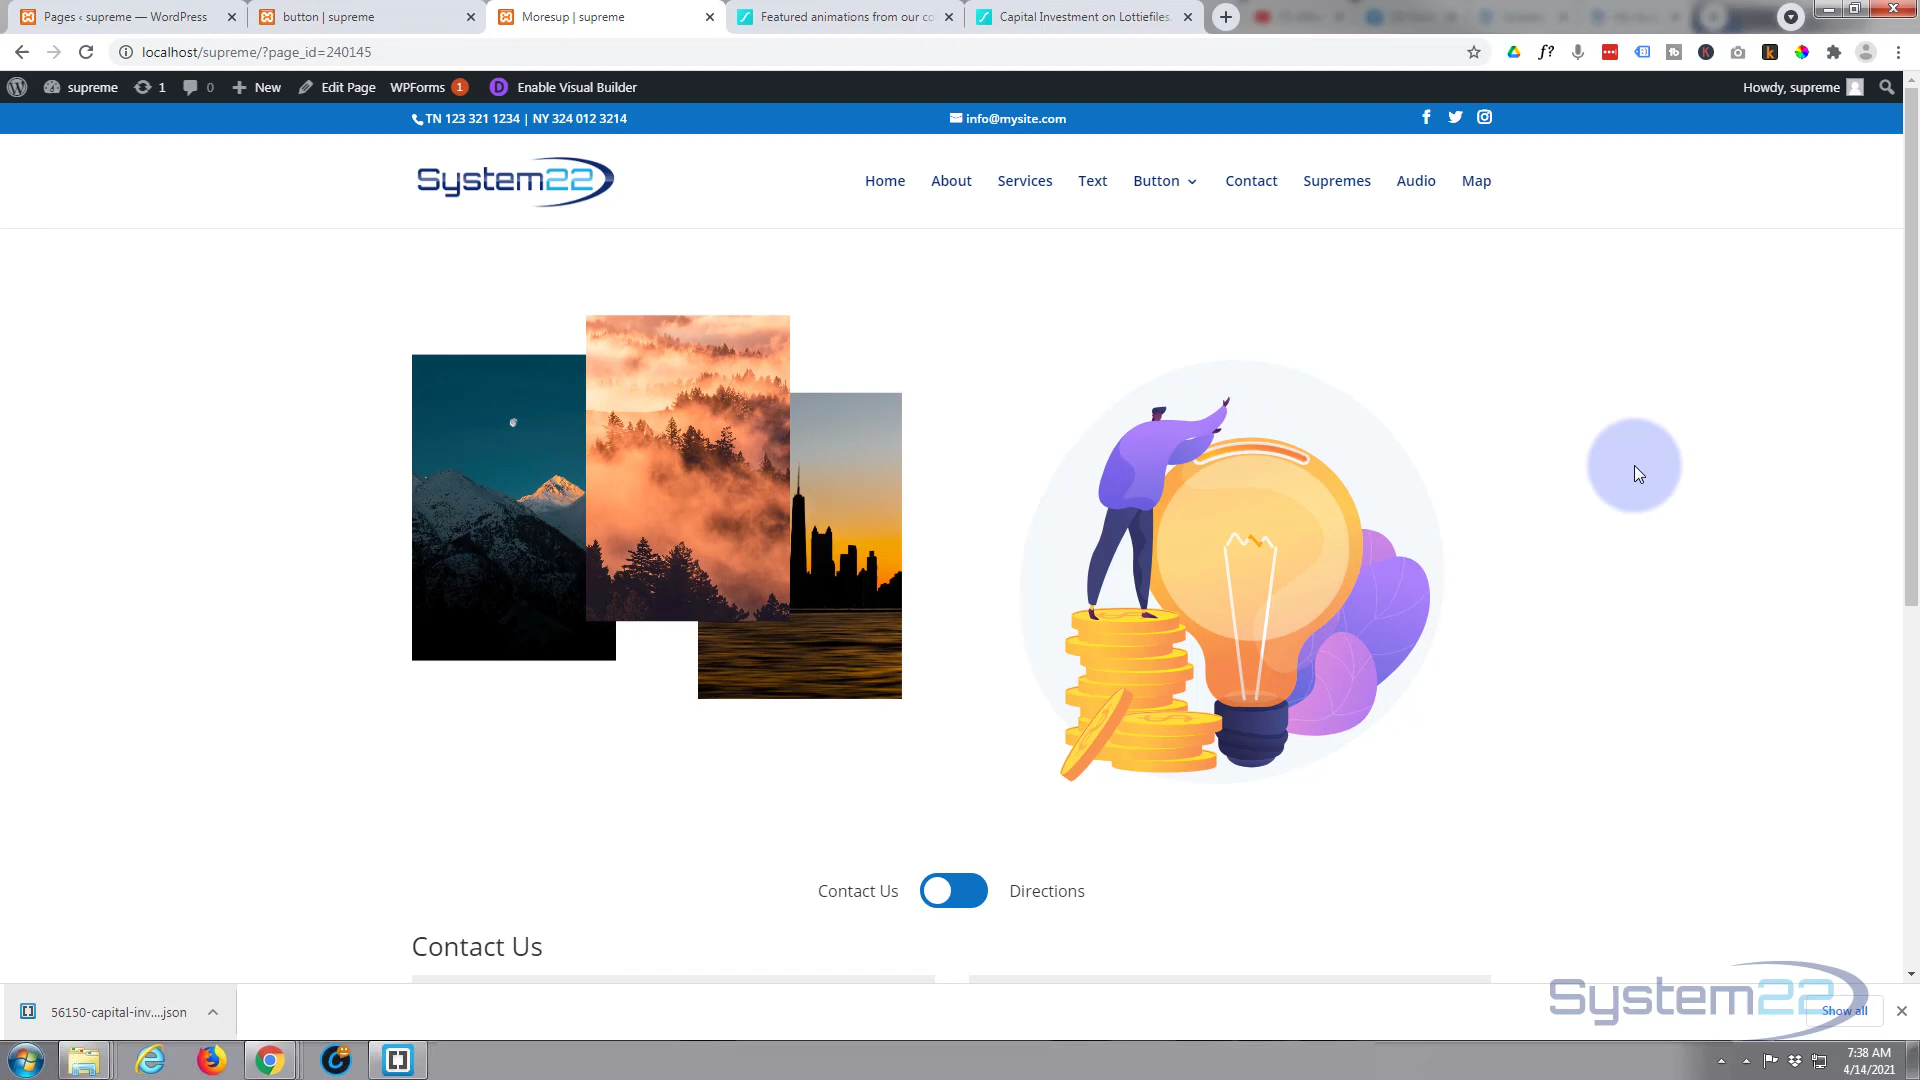 Pages ‹ supreme — WordPress
button | supreme
Moresup | supreme
Featured animations from our co
Capital Investment on Lottiefiles.
localhost/supreme/?page_id=240145
supreme
1
0
New
Edit Page
WPForms 1
D
Enable Visual Builder
Howdy, supreme
TN 123 321 1234 | NY 324 012 3214
info@mysite.com
System22
Home
About
Services
Text
Button
Contact
Supremes
Audio
Map
Contact Us
Directions
Contact Us
56150-capital-inv....json
System22
Show all
7:38 AM
4/14/2021